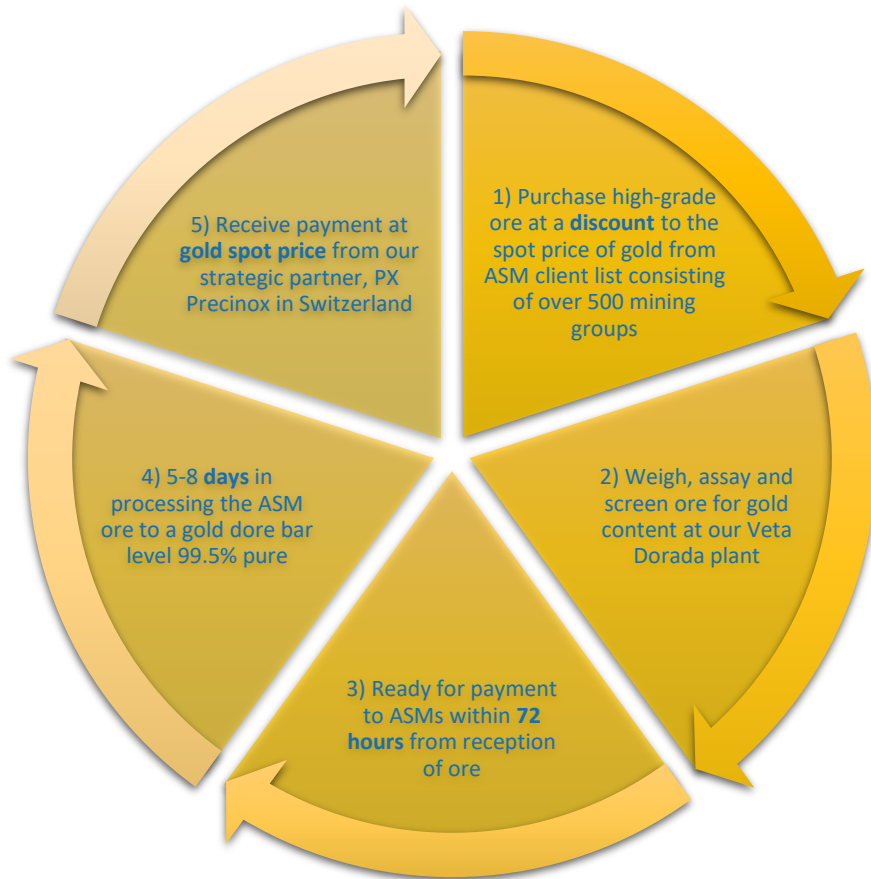 1) Purchase high-grade
ore at a discount to the
spot price of gold from
ASM client list consisting
of over 500 mining
groups
2) Weigh, assay and
screen ore for gold
content at our Veta
Dorada plant
3) Ready for payment
to ASMs within 72
hours from reception
of ore
4) 5-8 days in
processing the ASM
ore to a gold dore bar
level 99.5% pure
5) Receive payment at
gold spot price from our
strategic partner, PX
Precinox in Switzerland